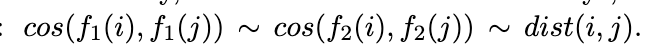 : cos(f₁(i), f₁(j)) ∼ cos(f₂(i), f₂(j)) ∼ dist(i, j).